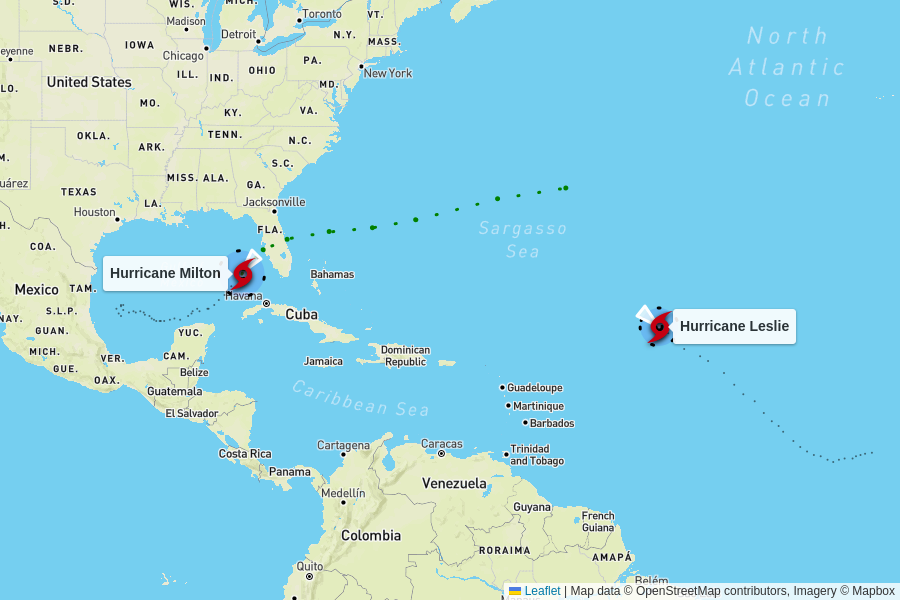 S.D.
WIS.
MICH.
Toronto
VT.
Madison
Detroit
N.Y.
MASS.
North
Atlantic
Ocean
eyenne
NEBR.
IOWA
Chicago
PA.
New York
LO.
United States
ILL.
IND.
OHIO
MD.
MO.
KY.
VA.
OKLA.
TENN.
N.C.
M.
ARK.
S.C.
uárez
TEXAS
MISS.
ALA.
GA.
LA.
Houston
Jacksonville
H.
FLA.
Sargasso
Sea
COA.
Hurricane Milton
Bahamas
Mexico
TAM.
Havana
Cuba
S.L.P.
NAY.
GUAN.
YUC.
Hurricane Leslie
MICH.
VER.
CAM.
Jamaica
Dominican
Republic
GUE.
OAX.
Belize
Guatemala
Caribbean Sea
Guadeloupe
El Salvador
Martinique
Barbados
Costa Rica
Cartagena
Caracas
Trinidad
and Tobago
Panama
Medellín
Venezuela
Guyana
French
Guiana
Colombia
RORAIMA
AMAPÁ
Quito
Belém
Leaflet | Map data © OpenStreetMap contributors, Imagery © Mapbox